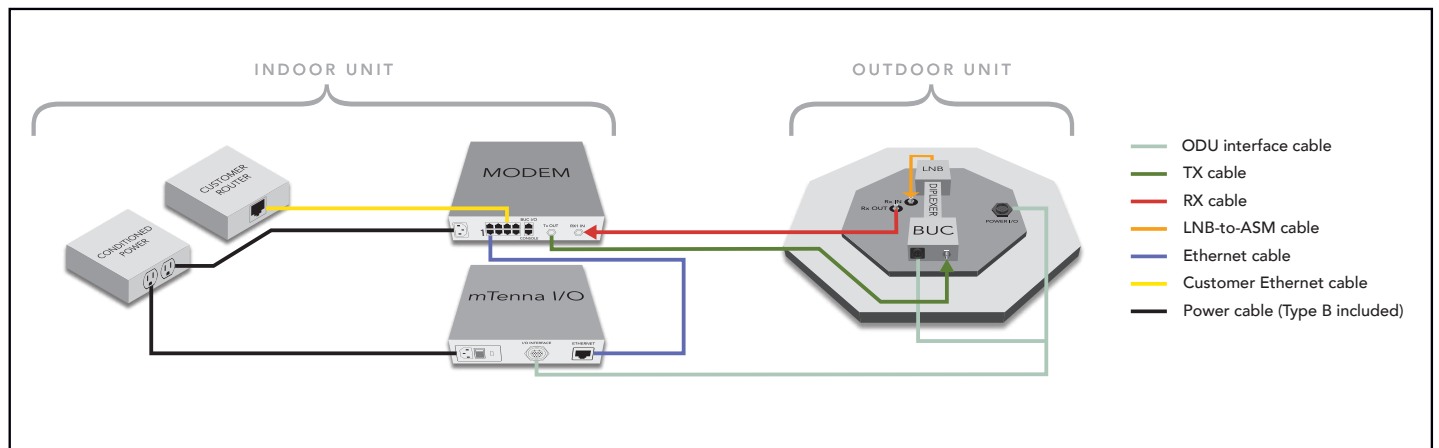 INDOOR UNIT
OUTDOOR UNIT
CUSTOMER
ROUTER
CONDITIONED
POWER
MODEM
BUC I/O
1
CONSOLE
Tx OUT
RX1 IN
mTenna I/O
I/O INTERFACE
ETHERNET
LNB
DIPLEXER
Rx IN
Rx OUT
BUC
POWER I/O
ODU interface cable
TX cable
RX cable
LNB-to-ASM cable
Ethernet cable
Customer Ethernet cable
Power cable (Type B included)